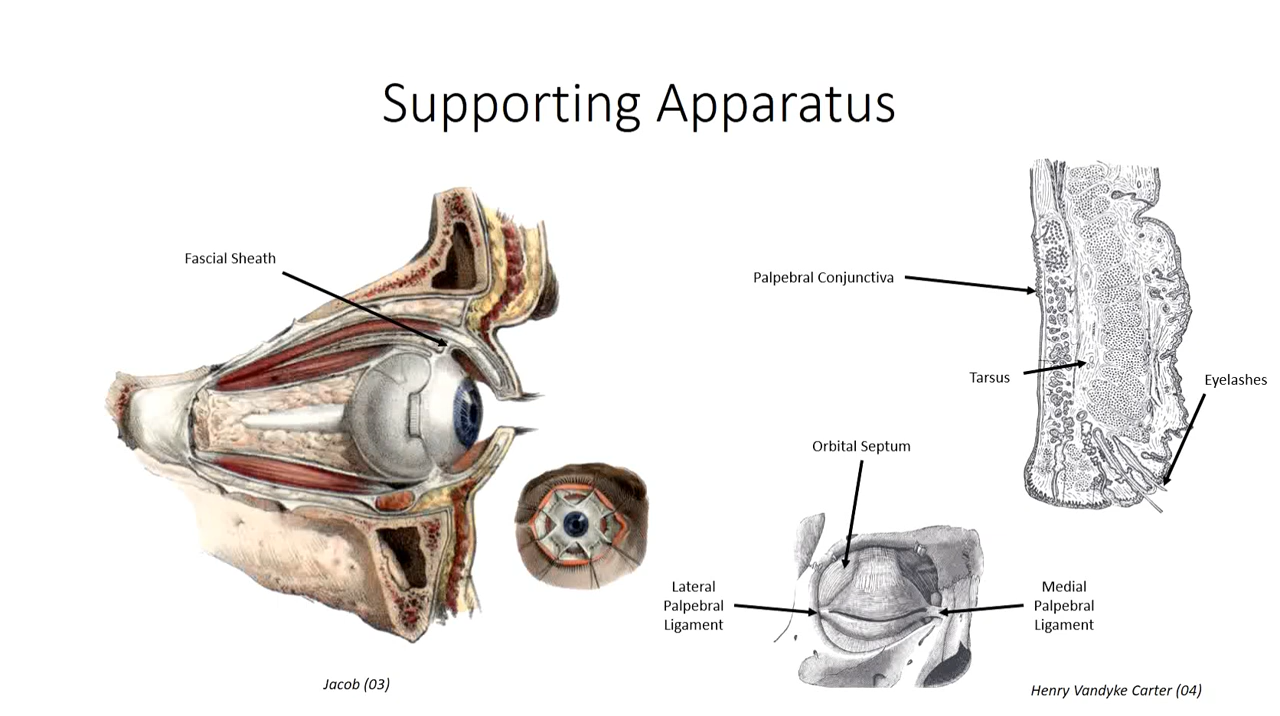 Supporting Apparatus
Fascial Sheath
Palpebral Conjunctiva
Tarsus
Eyelashes
Orbital Septum
Lateral
Palpebral
Ligament
Medial
Palpebral
Ligament
Jacob (03)
Henry Vandyke Carter (04)